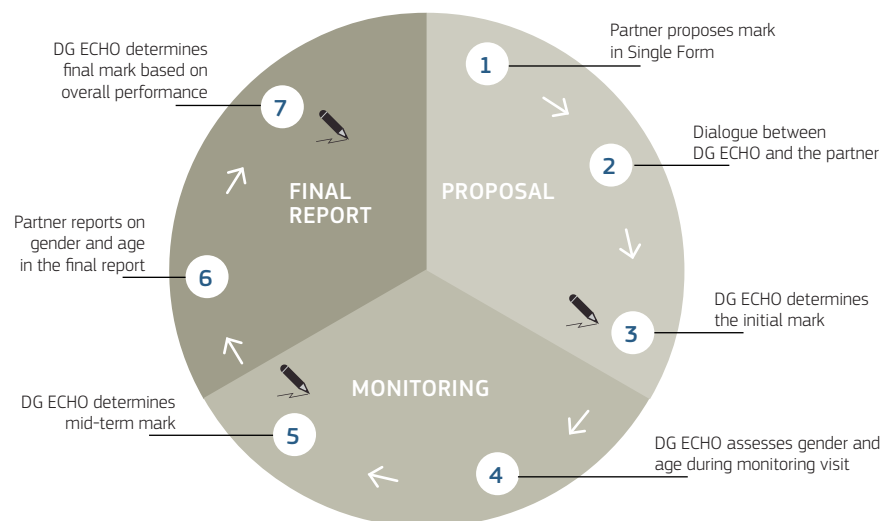 Partner proposes mark
in Single Form
1
Dialogue between
DG ECHO and the partner
2
PROPOSAL
DG ECHO determines
the initial mark
3
DG ECHO assesses gender and
age during monitoring visit
4
MONITORING
DG ECHO determines
mid-term mark
5
Partner reports on
gender and age
in the final report
6
FINAL
REPORT
DG ECHO determines
final mark based on
overall performance
7